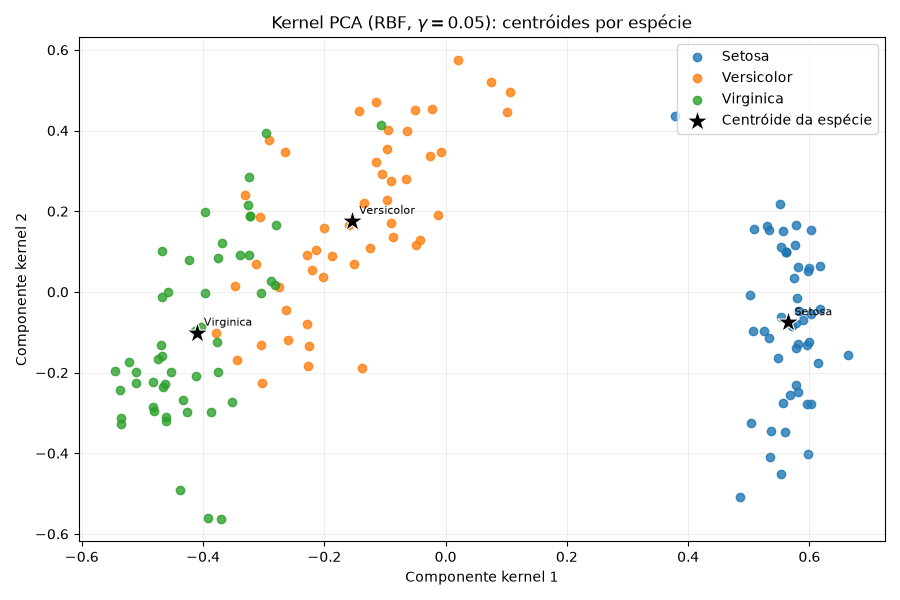 Kernel PCA (RBF, γ = 0.05): centróides por espécie
Setosa
Versicolor
Virginica
Centróide da espécie
Versicolor
Setosa
Virginica
Componente kernel 2
0.6
0.4
0.2
0.0
−0.2
−0.4
−0.6
−0.6
−0.4
−0.2
0.0
0.2
0.4
0.6
Componente kernel 1